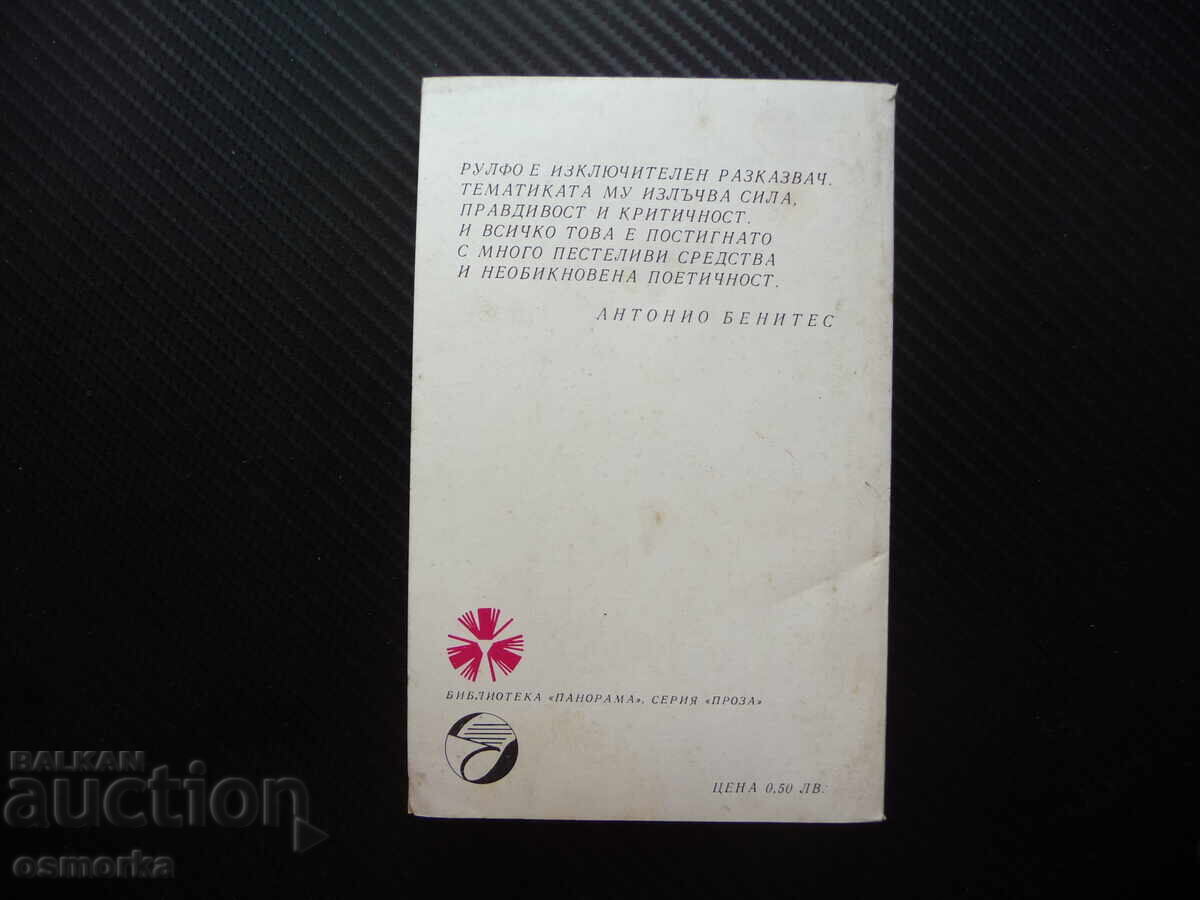 РУЛФО Е ИЗКЛЮЧИТЕЛЕН РАЗКАЗВАЧ.
ТЕМАТИКАТА МУ ИЗЛЪЧВА СИЛА,
ПРАВДИВОСТ И КРИТИЧНОСТ.
И ВСИЧКО ТОВА Е ПОСТИГНАТО
С МНОГО ПЕСТЕЛИВИ СРЕДСТВА
И НЕОБИКНОВЕНА ПОЕТИЧНОСТ.
АНТОНИО БЕНИТЕС
БИБЛИОТЕКА «ПАНОРАМА», СЕРИЯ «ПРОЗА»
ЦЕНА 0,50 ЛВ.
BALKAN
auction
osmorka